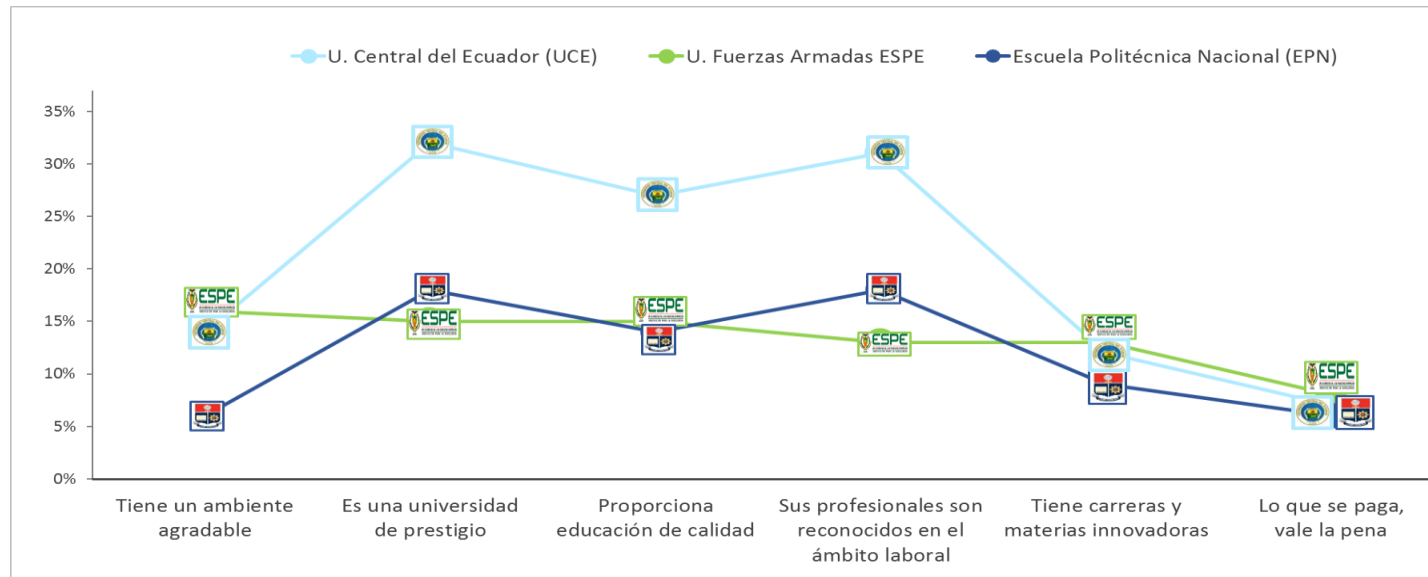 U. Central del Ecuador (UCE) U. Fuerzas Armadas ESPE Escuela Politécnica Nacional (EPN)
35%
30%
25%
20%
15%
10%
5%
0%
ESPE
ESPE
ESPE
ESPE
ESPE
ESPE
Tiene un ambiente agradable
Es una universidad de prestigio
Proporciona educación de calidad
Sus profesionales son reconocidos en el ámbito laboral
Tiene carreras y materias innovadoras
Lo que se paga, vale la pena